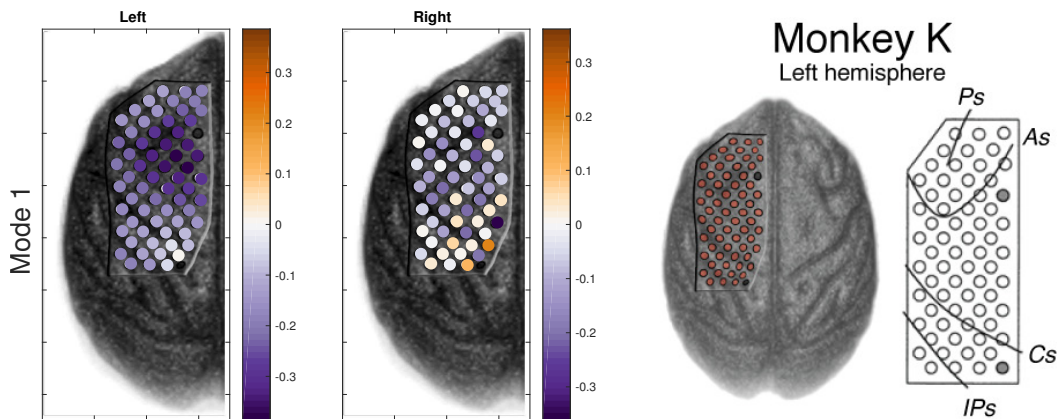 Left
Right
Mode 1
0.3
0.2
0.1
0
-0.1
-0.2
-0.3
0.3
0.2
0.1
0
-0.1
-0.2
-0.3
Monkey K
Left hemisphere
Ps
As
Cs
IPs